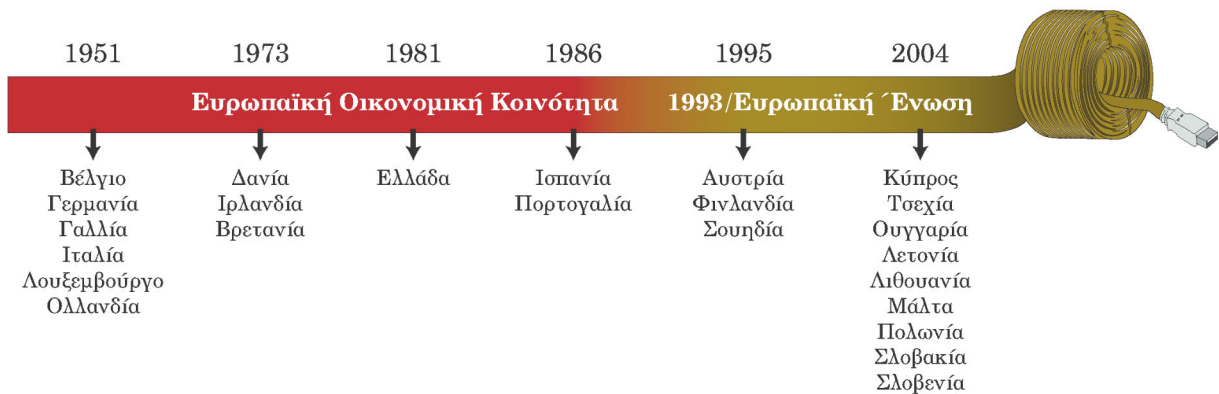 1951 1973 1981 1986 1995 2004
Ευρωπαϊκή Οικονομική Κοινότητα 1993/Ευρωπαϊκή ΄Ενωση
Βέλγιο
Γερμανία
Γαλλία
Ιταλία
Λουξεμβούργο
Ολλανδία
Δανία
Ιρλανδία
Βρετανία
Ελλάδα
Ισπανία
Πορτογαλία
Αυστρία
Φινλανδία
Σουηδία
Κύπρος
Τσεχία
Ουγγαρία
Λετονία
Λιθουανία
Μάλτα
Πολωνία
Σλοβακία
Σλοβενία